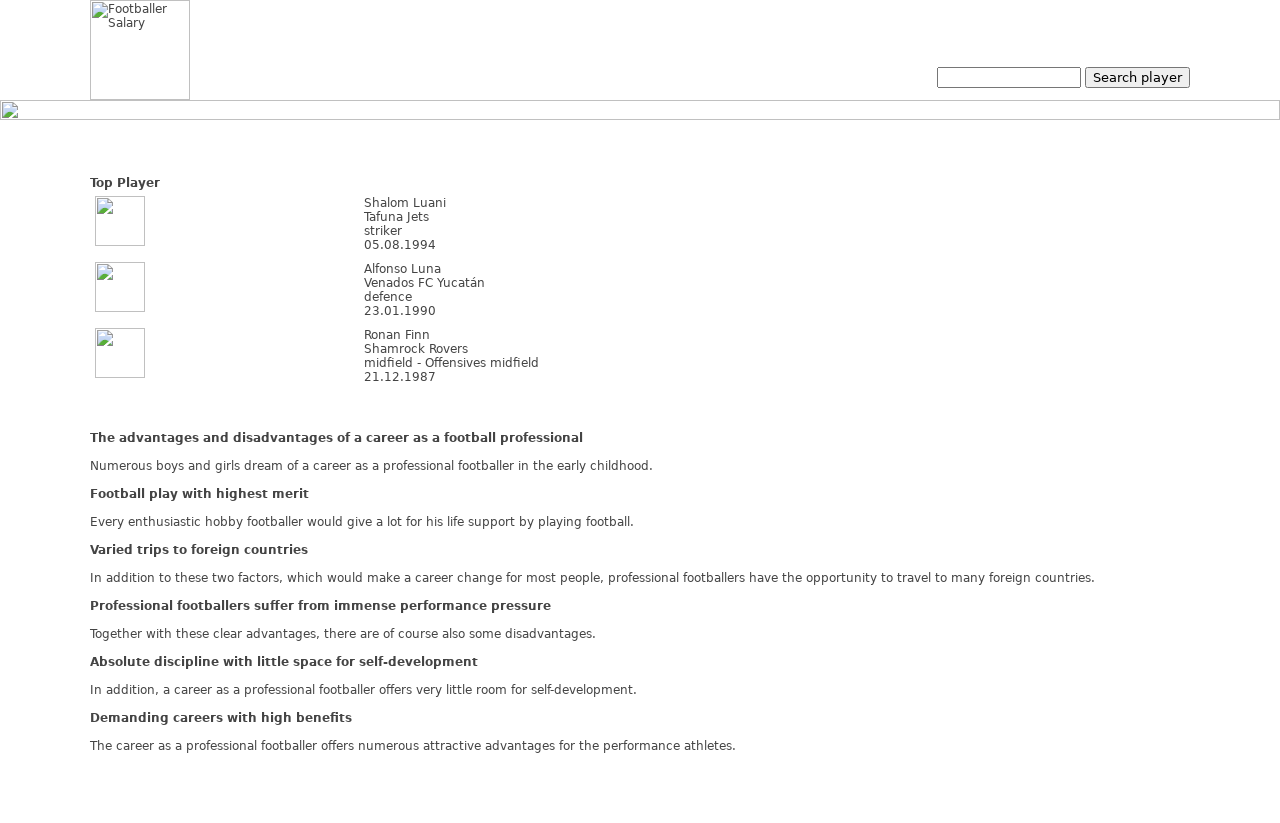 Footballer
Salary
Search player
Top Player
Shalom Luani
Tafuna Jets
striker
05.08.1994
Alfonso Luna
Venados FC Yucatán
defence
23.01.1990
Ronan Finn
Shamrock Rovers
midfield - Offensives midfield
21.12.1987
The advantages and disadvantages of a career as a football professional
Numerous boys and girls dream of a career as a professional footballer in the early childhood.
Football play with highest merit
Every enthusiastic hobby footballer would give a lot for his life support by playing football.
Varied trips to foreign countries
In addition to these two factors, which would make a career change for most people, professional footballers have the opportunity to travel to many foreign countries.
Professional footballers suffer from immense performance pressure
Together with these clear advantages, there are of course also some disadvantages.
Absolute discipline with little space for self-development
In addition, a career as a professional footballer offers very little room for self-development.
Demanding careers with high benefits
The career as a professional footballer offers numerous attractive advantages for the performance athletes.